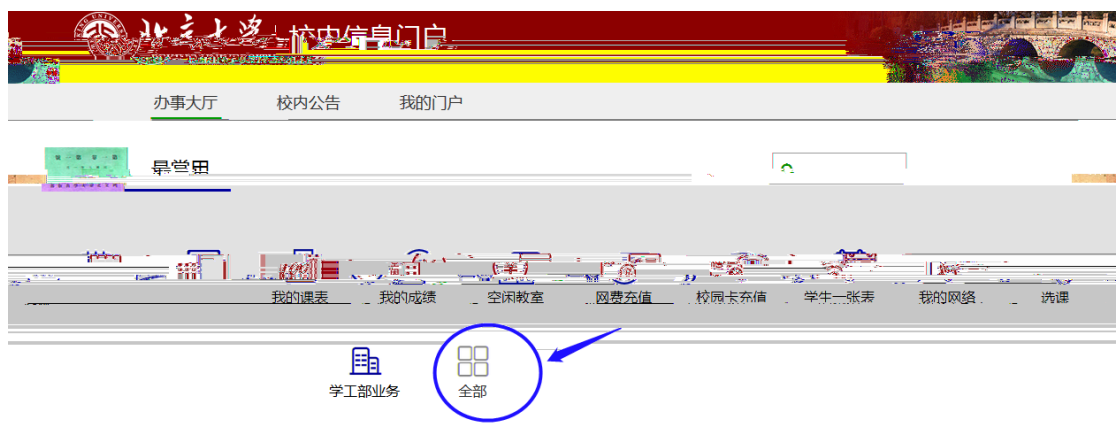 北京大学 校内信息门户
办事大厅 校内公告 我的门户
最常用
我的课表 我的成绩 空闲教室 网费充值 校园卡充值 学生一张表 我的网络 选课
学工部业务 全部